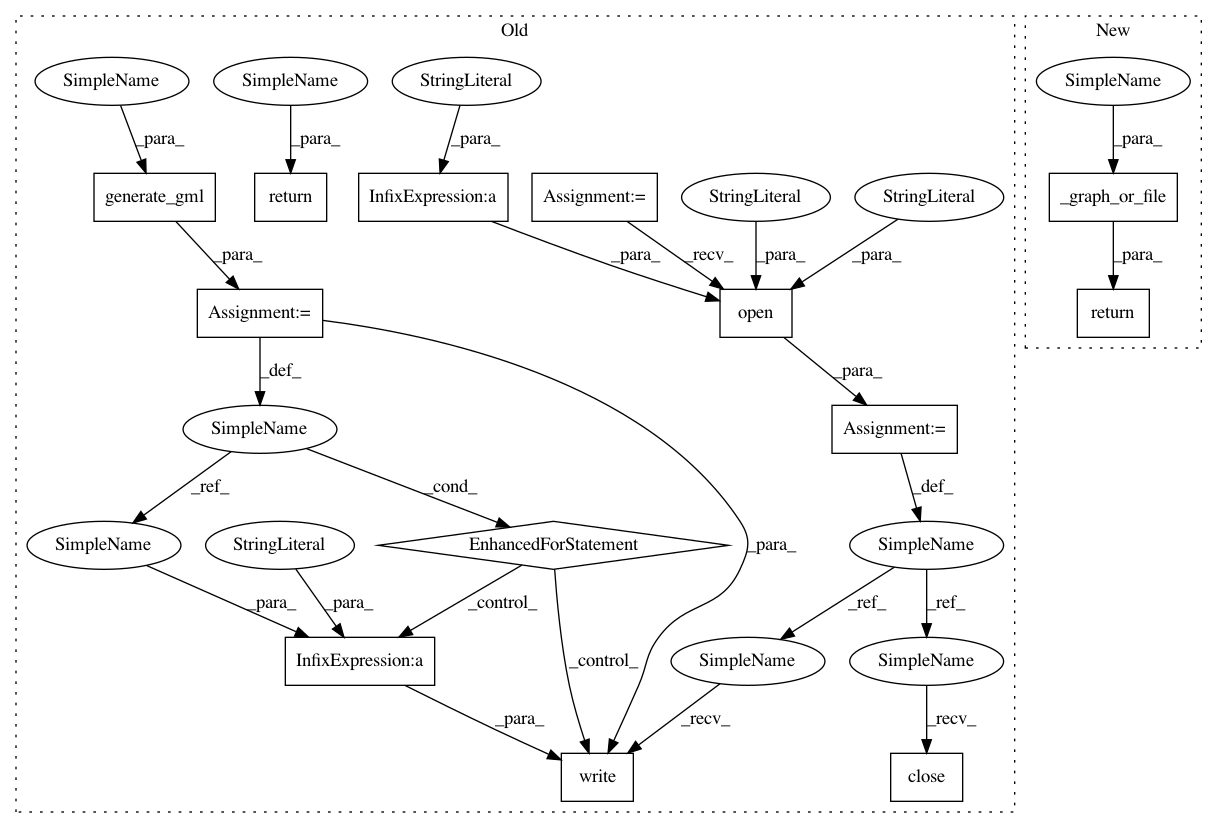 Old
New
SimpleName
SimpleName
StringLiteral
SimpleName
_para_
_para_
_para_
_para_
generate_gml
return
InfixExpression:a
Assignment:=
StringLiteral
StringLiteral
_graph_or_file
_para_
_para_
_recv_
_para_
_para_
_para_
Assignment:=
open
return
_def_
_para_
SimpleName
Assignment:=
_ref_
_cond_
_def_
SimpleName
StringLiteral
EnhancedForStatement
_para_
SimpleName
_para_
_para_
_control_
_ref_
_ref_
InfixExpression:a
_control_
SimpleName
SimpleName
_para_
_recv_
_recv_
write
close